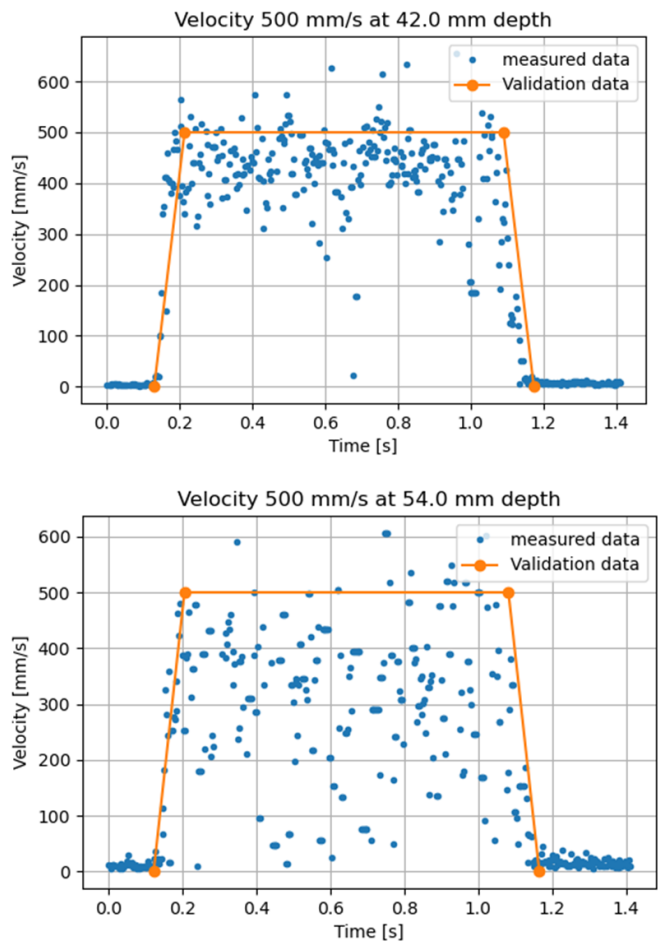 Velocity 500 mm/s at 42.0 mm depth
measured data
Validation data
600
500
400
300
200
100
0
Velocity [mm/s]
0.0 0.2 0.4 0.6 0.8 1.0 1.2 1.4
Time [s]
Velocity 500 mm/s at 54.0 mm depth
measured data
Validation data
600
500
400
300
200
100
0
Velocity [mm/s]
0.0 0.2 0.4 0.6 0.8 1.0 1.2 1.4
Time [s]